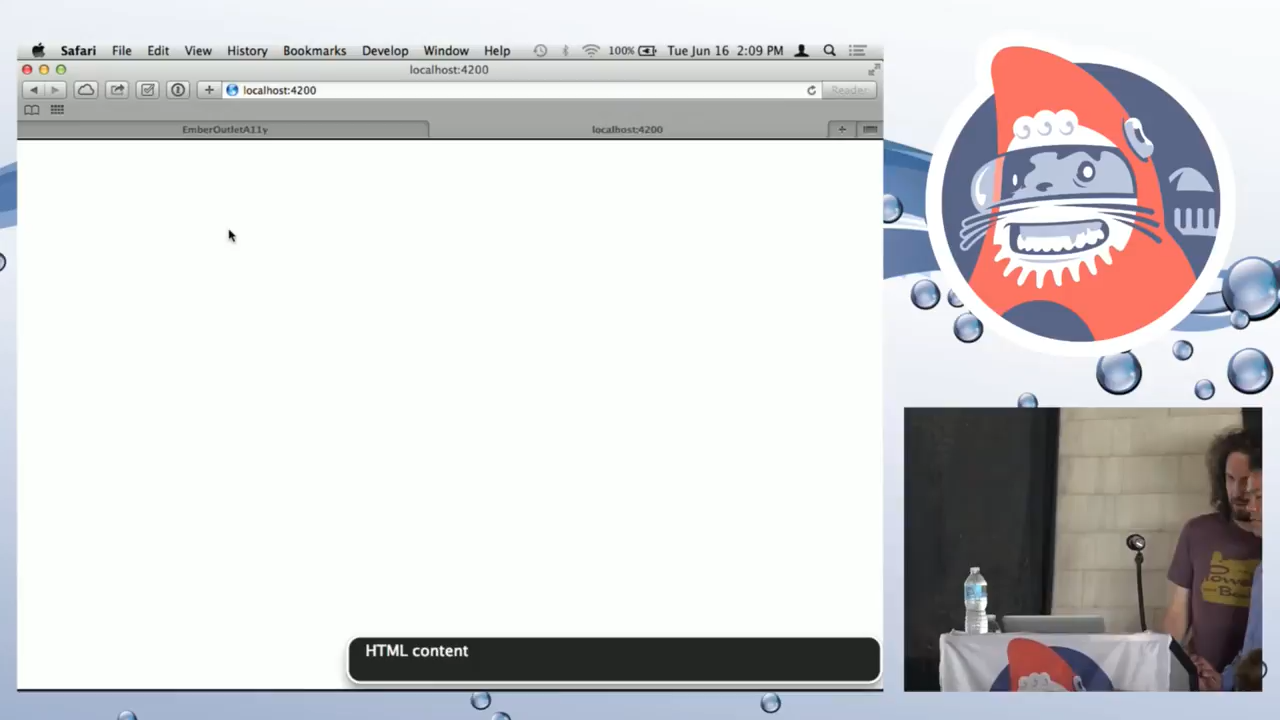 Safari File Edit View History Bookmarks Develop Window Help 100% Tue Jun 16 2:09 PM
localhost:4200
localhost:4200 Reader
EmberOutletA11y localhost:4200
HTML content
Power